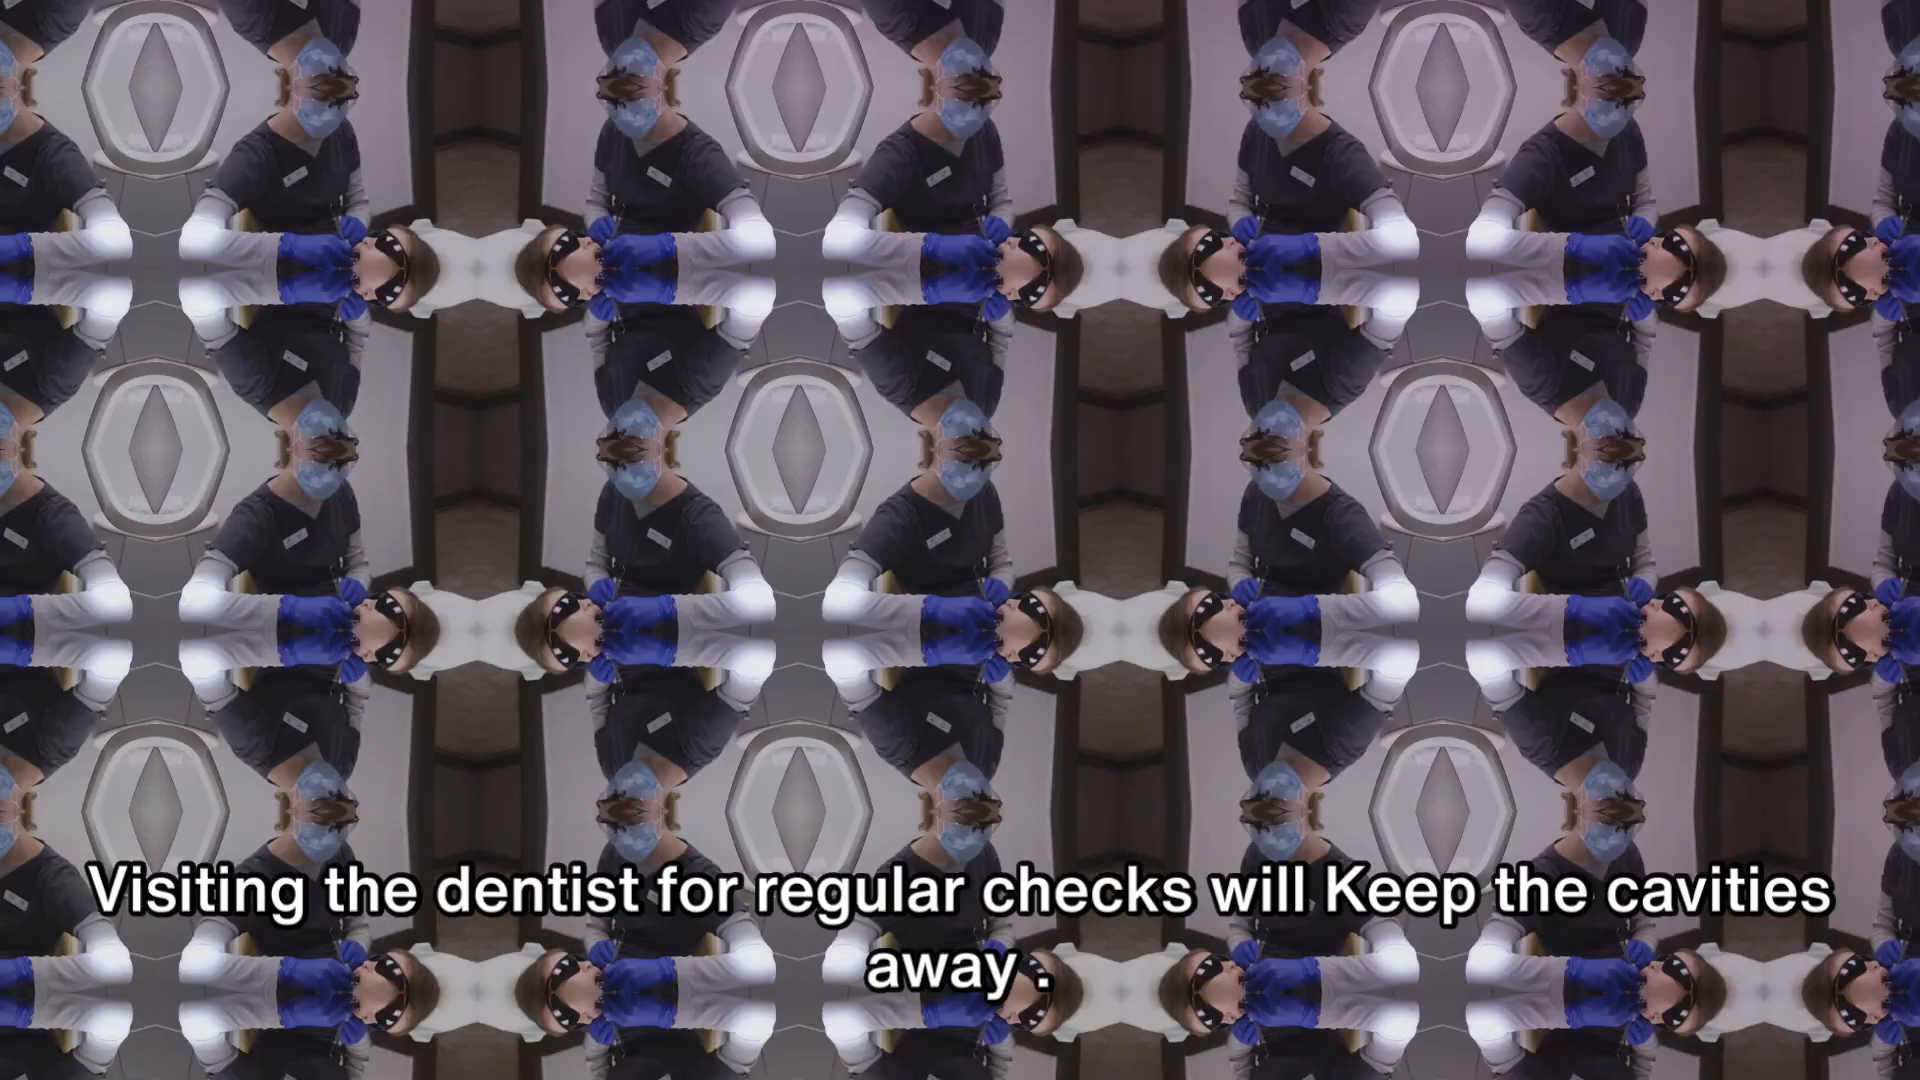 Visiting the dentist for regular checks will Keep the cavities
away .